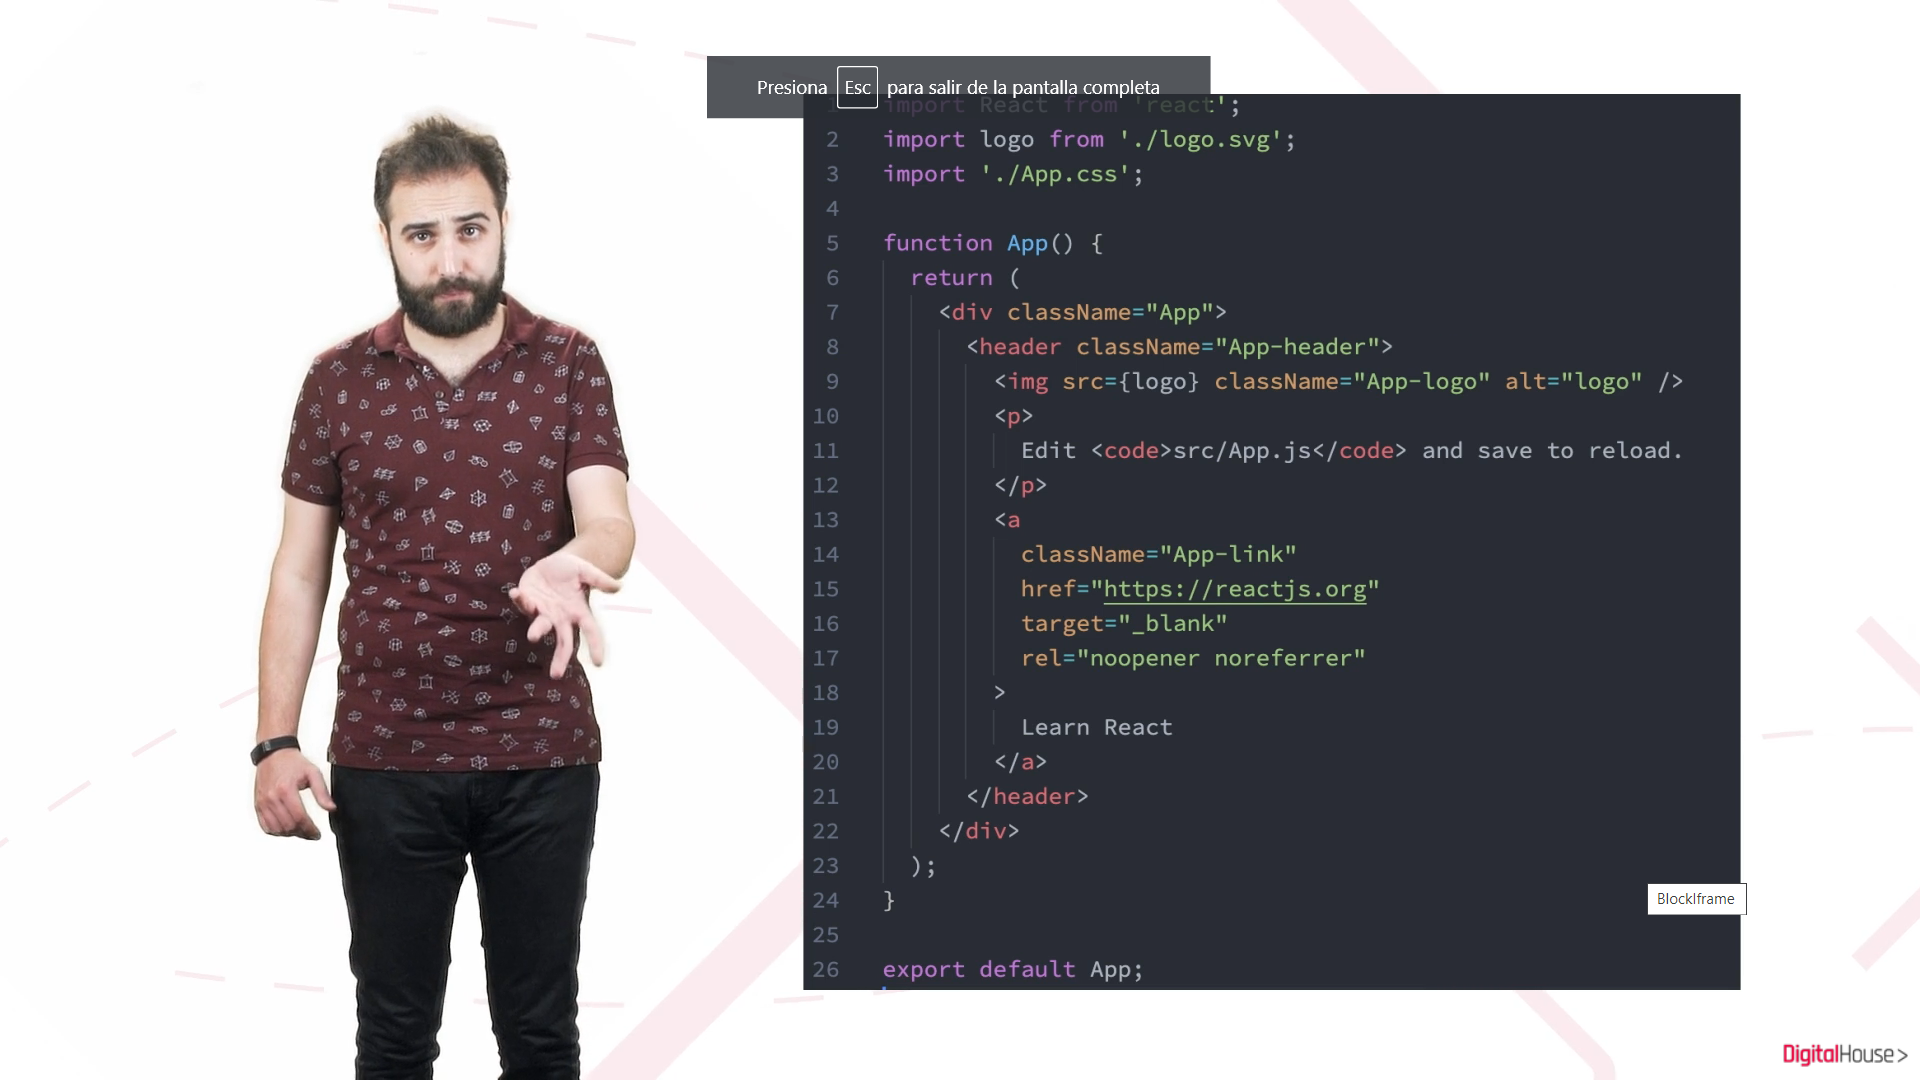 Presiona Esc para salir de la pantalla completa
1 import React from 'react';
2 import logo from './logo.svg';
3 import './App.css';
4
5 function App() {
6 return (
7 <div className="App">
8 <header className="App-header">
9 <img src={logo} className="App-logo" alt="logo" />
10 <p>
11 Edit <code>src/App.js</code> and save to reload.
12 </p>
13 <a
14 className="App-link"
15 href="https://reactjs.org"
16 target="_blank"
17 rel="noopener noreferrer"
18 >
19 Learn React
20 </a>
21 </header>
22 </div>
23 );
24 }
BlockIframe
25
26 export default App;
DigitalHouse>